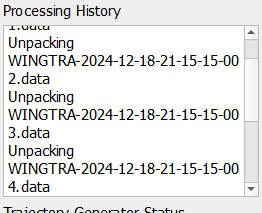 Processing History
1.data
Unpacking
WINGTRA-2024-12-18-21-15-15-00
2.data
Unpacking
WINGTRA-2024-12-18-21-15-15-00
3.data
Unpacking
WINGTRA-2024-12-18-21-15-15-00
4.data
Trajectory Generator Status